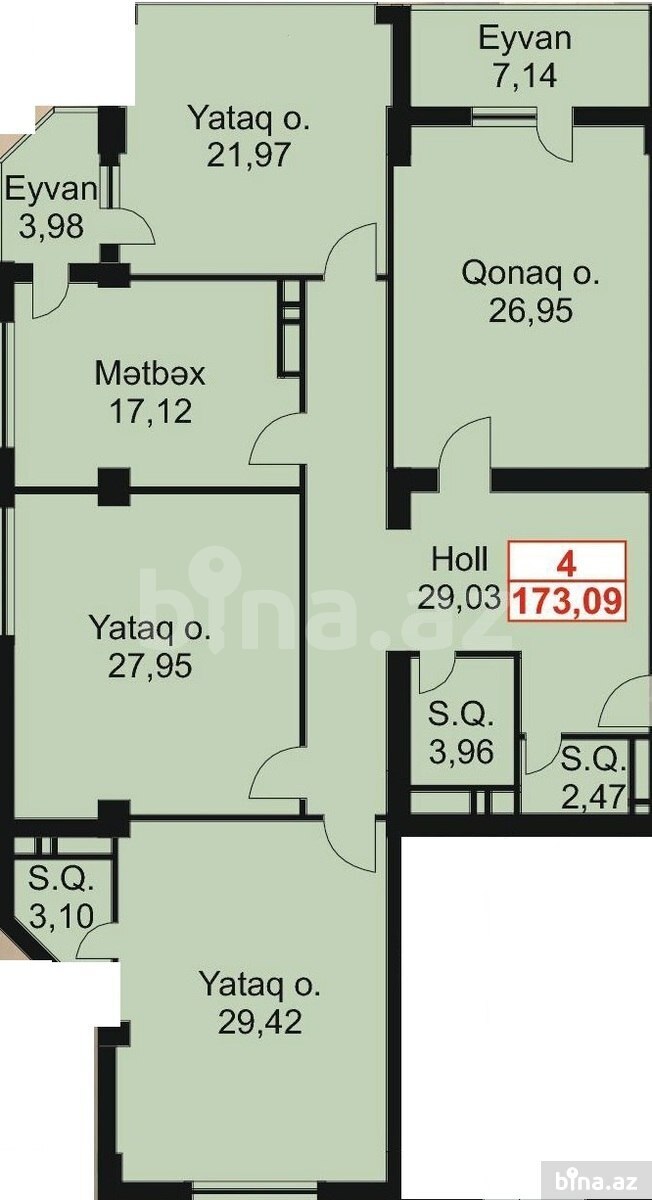 Eyvan
7,14
Yataq o.
21,97
Eyvan
3,98
Qonaq o.
26,95
Mətbəx
17,12
Holl
29,03
4
173,09
bina.az
Yataq o.
27,95
S.Q.
3,96
S.Q.
2,47
S.Q.
3,10
Yataq o.
29,42
bina.az